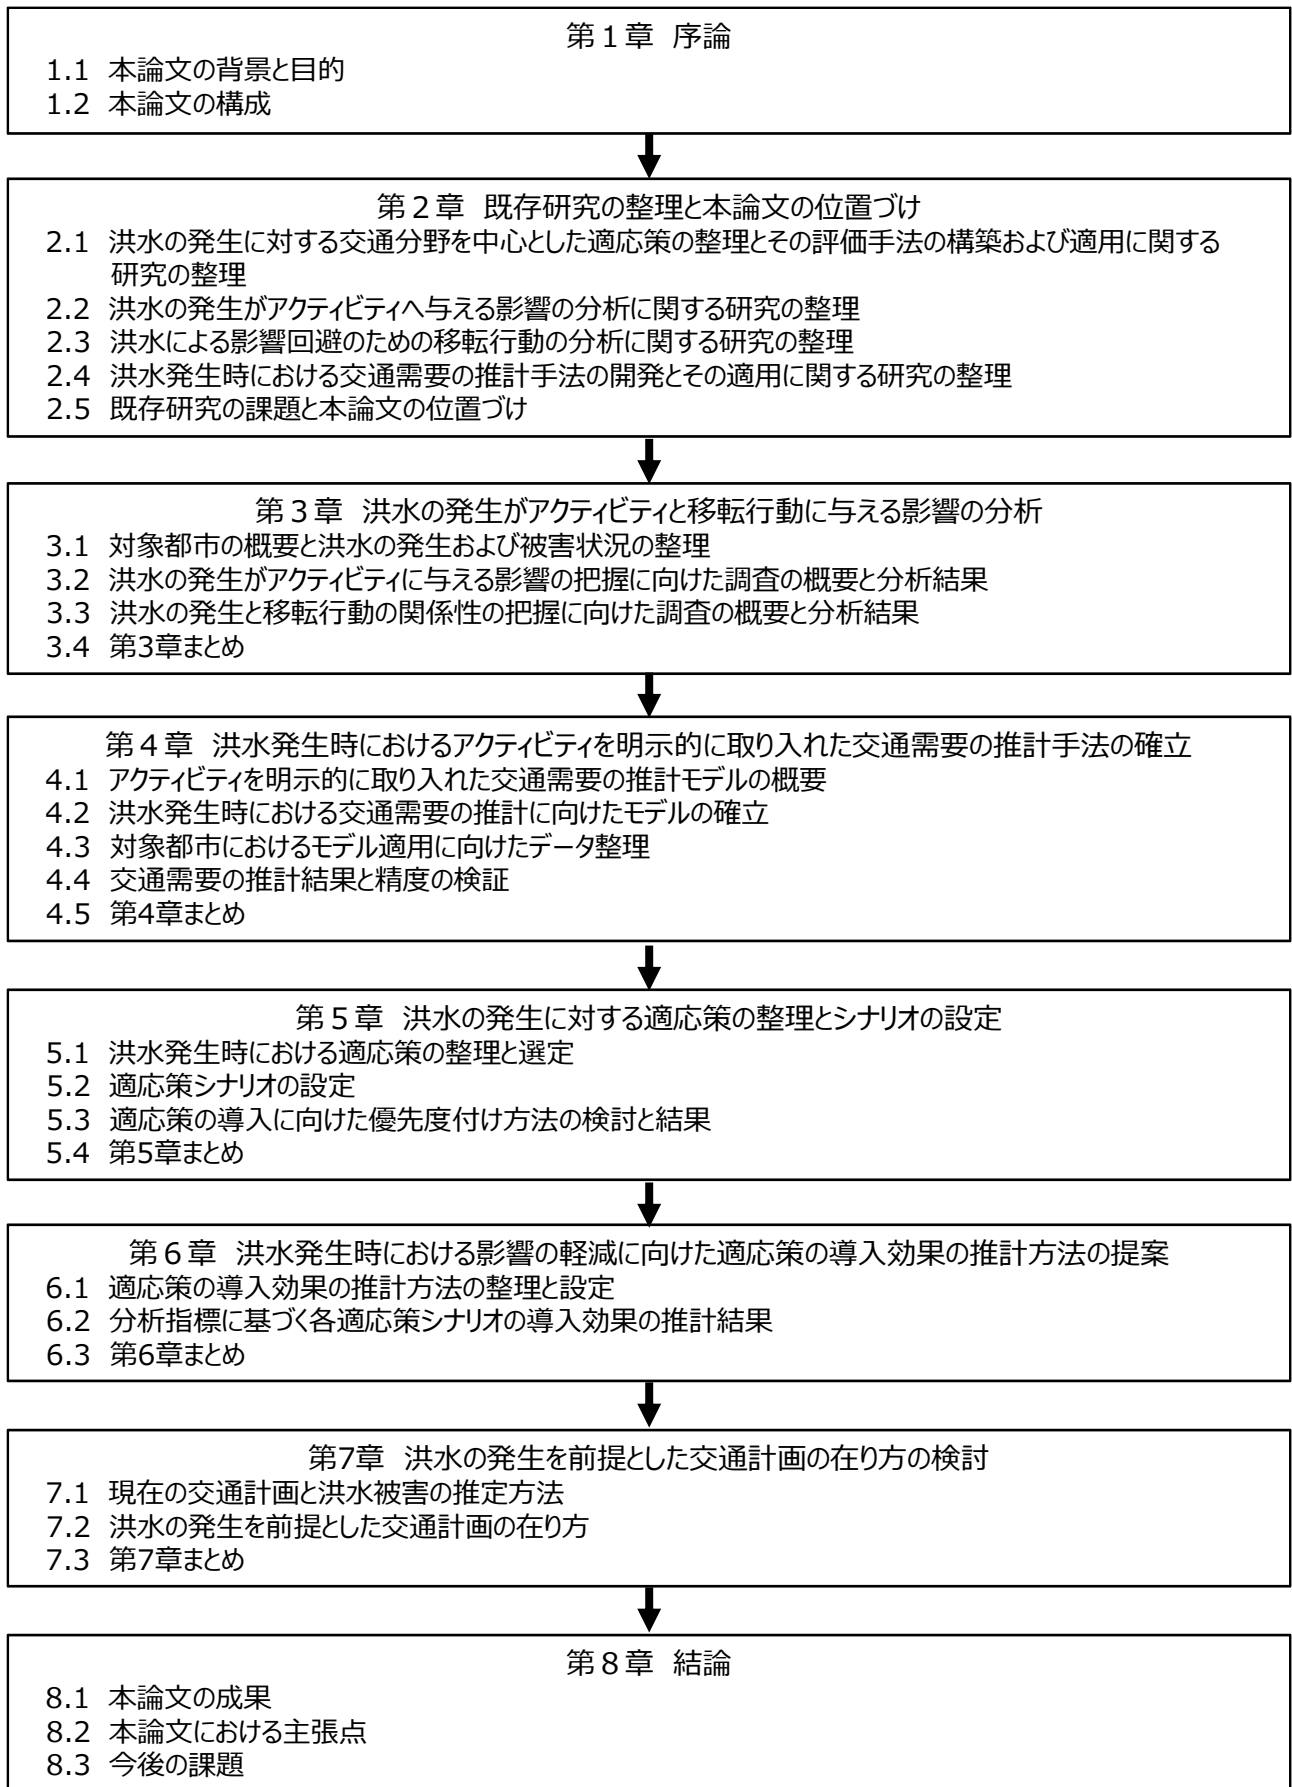 第１章 序論
1.1 本論文の背景と目的
1.2 本論文の構成
第２章 既存研究の整理と本論文の位置づけ
2.1 洪水の発生に対する交通分野を中心とした適応策の整理とその評価手法の構築および適用に関する
研究の整理
2.2 洪水の発生がアクティビティへ与える影響の分析に関する研究の整理
2.3 洪水による影響回避のための移転行動の分析に関する研究の整理
2.4 洪水発生時における交通需要の推計手法の開発とその適用に関する研究の整理
2.5 既存研究の課題と本論文の位置づけ
第３章 洪水の発生がアクティビティと移転行動に与える影響の分析
3.1 対象都市の概要と洪水の発生および被害状況の整理
3.2 洪水の発生がアクティビティに与える影響の把握に向けた調査の概要と分析結果
3.3 洪水の発生と移転行動の関係性の把握に向けた調査の概要と分析結果
3.4 第3章まとめ
第４章 洪水発生時におけるアクティビティを明示的に取り入れた交通需要の推計手法の確立
4.1 アクティビティを明示的に取り入れた交通需要の推計モデルの概要
4.2 洪水発生時における交通需要の推計に向けたモデルの確立
4.3 対象都市におけるモデル適用に向けたデータ整理
4.4 交通需要の推計結果と精度の検証
4.5 第4章まとめ
第５章 洪水の発生に対する適応策の整理とシナリオの設定
5.1 洪水発生時における適応策の整理と選定
5.2 適応策シナリオの設定
5.3 適応策の導入に向けた優先度付け方法の検討と結果
5.4 第5章まとめ
第６章 洪水発生時における影響の軽減に向けた適応策の導入効果の推計方法の提案
6.1 適応策の導入効果の推計方法の整理と設定
6.2 分析指標に基づく各適応策シナリオの導入効果の推計結果
6.3 第6章まとめ
第7章 洪水の発生を前提とした交通計画の在り方の検討
7.1 現在の交通計画と洪水被害の推定方法
7.2 洪水の発生を前提とした交通計画の在り方
7.3 第7章まとめ
第８章 結論
8.1 本論文の成果
8.2 本論文における主張点
8.3 今後の課題